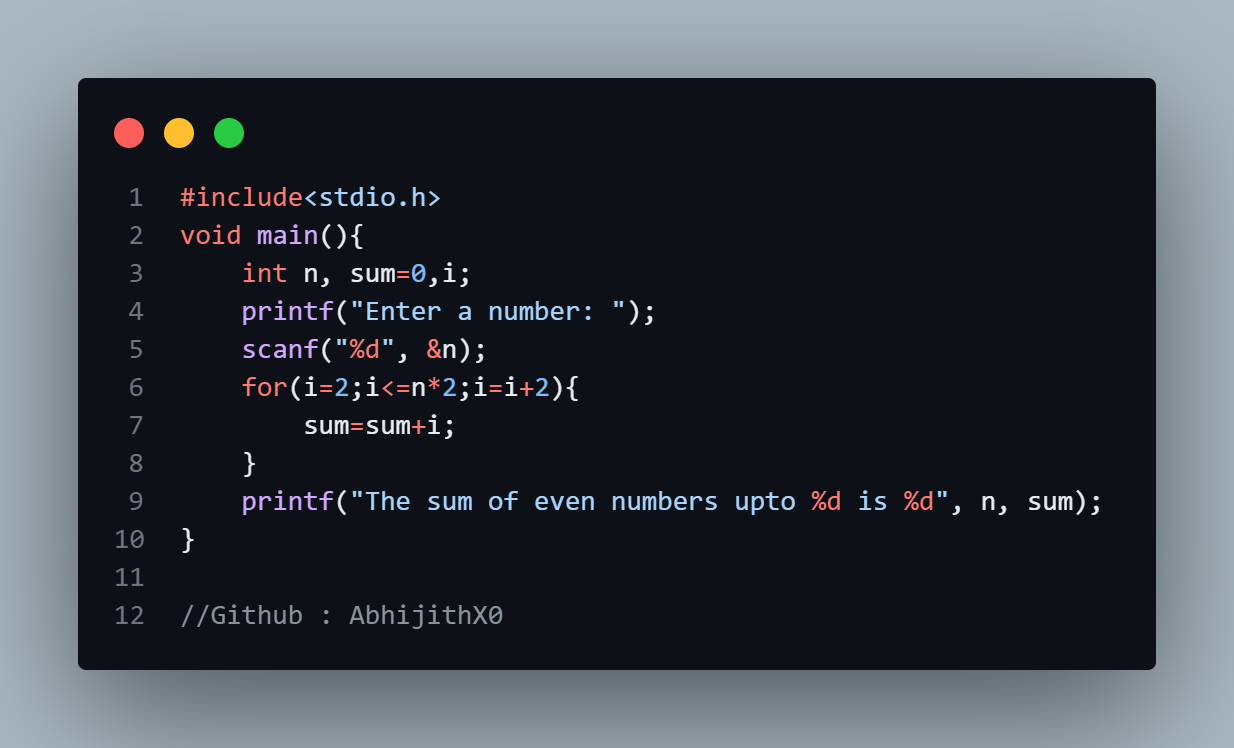 1 #include<stdio.h>
2 void main(){
3     int n, sum=0,i;
4     printf("Enter a number: ");
5     scanf("%d", &n);
6     for(i=2;i<=n*2;i=i+2){
7         sum=sum+i;
8     }
9     printf("The sum of even numbers upto %d is %d", n, sum);
10 }
11
12 //Github : AbhijithX0